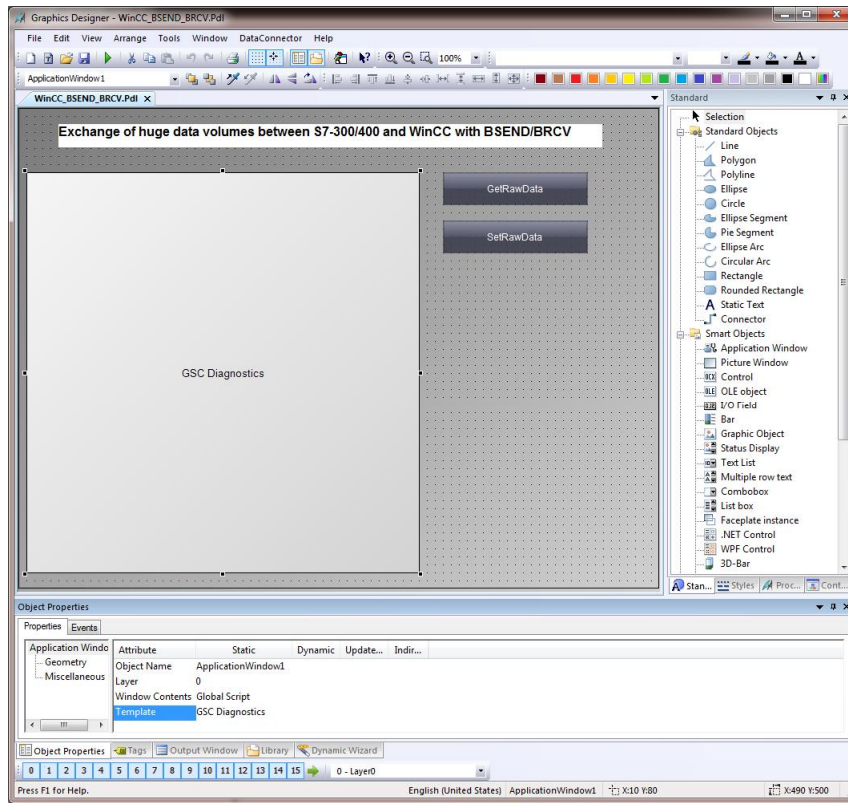 Graphics Designer - WinCC_BSEND_BRCV.Pdl
File Edit View Arrange Tools Window DataConnector Help
100%
ApplicationWindow1
WinCC_BSEND_BRCV.Pdl
Exchange of huge data volumes between S7-300/400 and WinCC with BSEND/BRCV
GetRawData
SetRawData
GSC Diagnostics
Standard
Selection
Standard Objects
Line
Polygon
Polyline
Ellipse
Circle
Ellipse Segment
Pie Segment
Ellipse Arc
Circular Arc
Rectangle
Rounded Rectangle
A Static Text
Connector
Smart Objects
Application Window
Picture Window
OCX Control
OLE OLE object
I/O Field
Bar
Graphic Object
Status Display
Text List
Multiple row text
Combobox
List box
Faceplate instance
.NET Control
WPF Control
3D-Bar
Stan... Styles Proc... Cont...
Object Properties
Properties Events
Application Windo
Geometry
Miscellaneous
Attribute Static Dynamic Update... Indir...
Object Name ApplicationWindow1
Layer 0
Window Contents Global Script
Template GSC Diagnostics
Object Properties Tags Output Window Library Dynamic Wizard
0 1 2 3 4 5 6 7 8 9 10 11 12 13 14 15 0 - Layer0
Press F1 for Help. English (United States) ApplicationWindow1 X:10 Y:80 X:490 Y:500